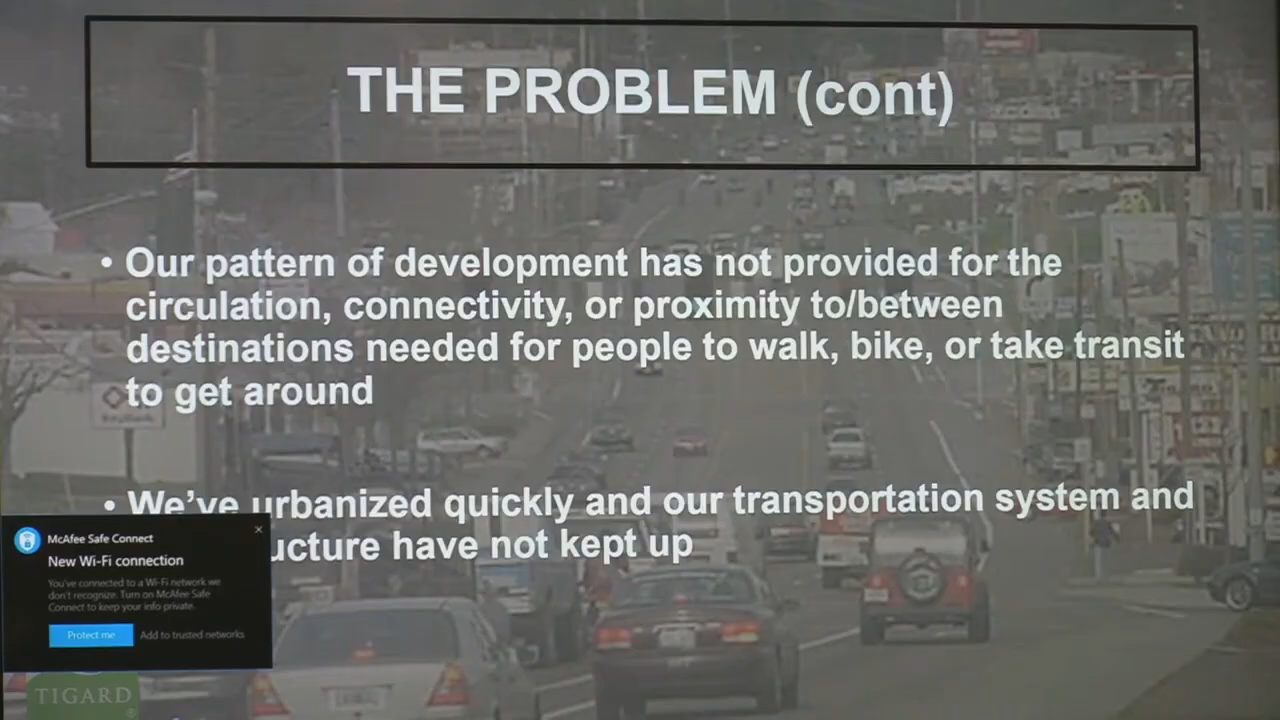 THE PROBLEM (cont)
• Our pattern of development has not provided for the
circulation, connectivity, or proximity to/between
destinations needed for people to walk, bike, or take transit
to get around
• We've urbanized quickly and our transportation system and
ucture have not kept up
McAfee Safe Connect
New Wi-Fi connection
You've connected to a Wi-Fi network we
don't recognize. Turn on McAfee Safe
Connect to keep your info private.
Protect me
Add to trusted networks
TIGARD